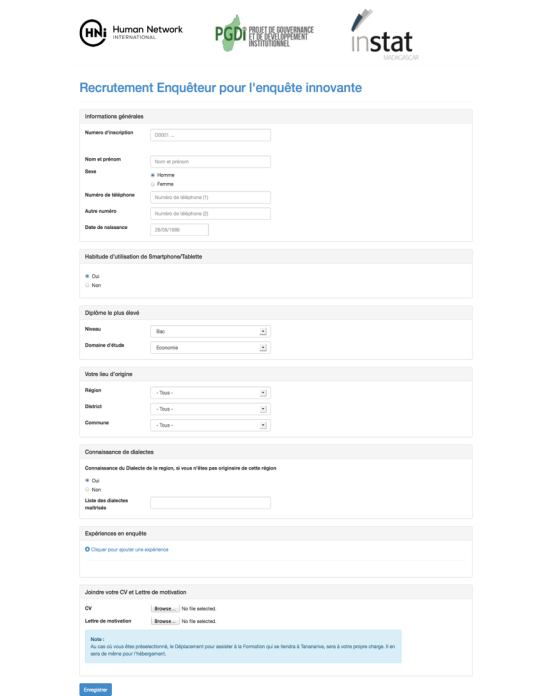 HNi Human Network
INTERNATIONAL
PGDi PROJET DE GOUVERNANCE
ET DE DÉVELOPPEMENT
INSTITUTIONNEL
instat
MADAGASCAR
Recrutement Enquêteur pour l'enquête innovante
Informations générales
Numero d'inscription
D0001 ...
Nom et prénom
Nom et prénom
Sexe
Homme
Femme
Numéro de téléphone
Numéro de téléphone (1)
Autre numéro
Numéro de téléphone (2)
Date de naissance
Habitude d'utilisation de Smartphone/Tablette
Oui
Non
Diplôme le plus élevé
Niveau
Bac
Domaine d'étude
Economie
Votre lieu d'origine
Région
- Tous -
District
- Tous -
Commune
- Tous -
Connaissance de dialectes
Connaissance du Dialecte de la region, si vous n'êtes pas originaire de cette région
Oui
Non
Liste des dialectes
maitrisés
Expériences en enquête
Cliquer pour ajouter une expérience
Joindre votre CV et Lettre de motivation
CV
Browse... No file selected.
Lettre de motivation
Browse... No file selected.
Note :
Au cas où vous êtes présélectionné, le Déplacement pour assister à la Formation qui se tiendra à Tananarive, sera à votre propre charge. Il en
sera de même pour l'hébergement.
Enregistrer